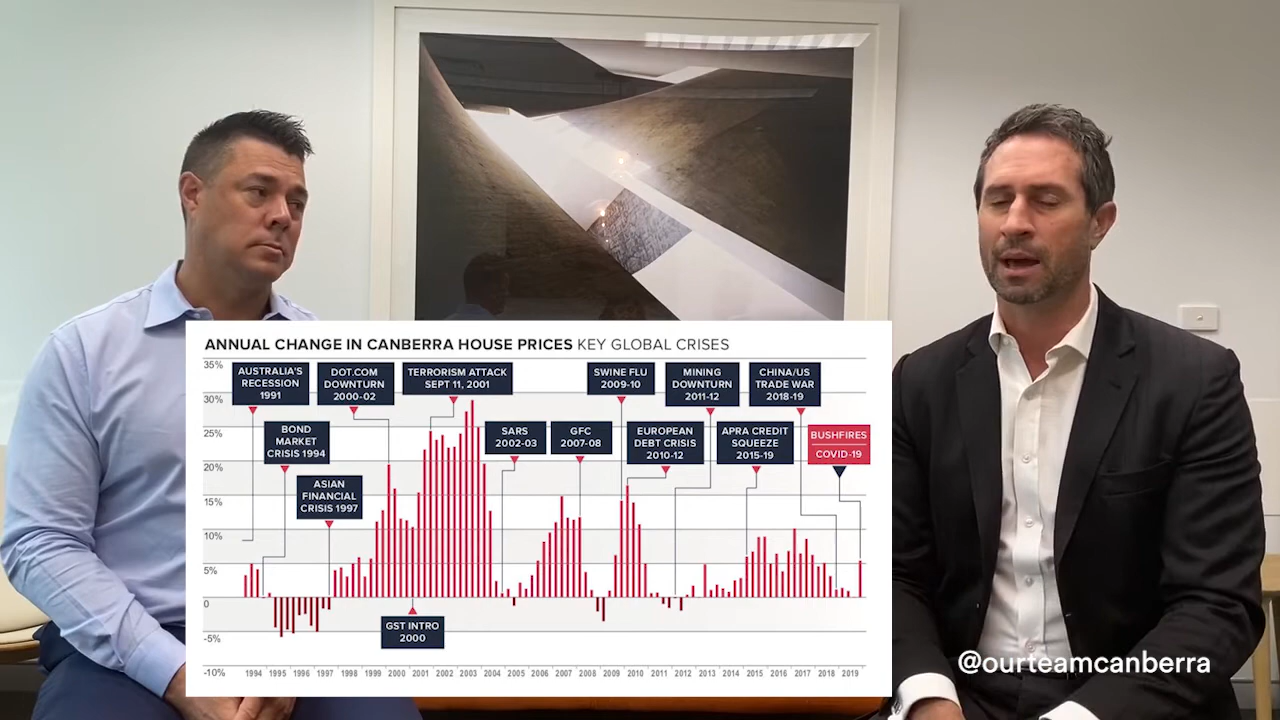 ANNUAL CHANGE IN CANBERRA HOUSE PRICES KEY GLOBAL CRISES
35%
30%
25%
20%
15%
10%
5%
0
-5%
-10%
AUSTRALIA'S
RECESSION
1991
DOT.COM
DOWNTURN
2000-02
TERRORISM ATTACK
SEPT 11, 2001
SWINE FLU
2009-10
MINING
DOWNTURN
2011-12
CHINA/US
TRADE WAR
2018-19
BOND
MARKET
CRISIS 1994
SARS
2002-03
GFC
2007-08
EUROPEAN
DEBT CRISIS
2010-12
APRA CREDIT
SQUEEZE
2015-19
BUSHFIRES
COVID-19
ASIAN
FINANCIAL
CRISIS 1997
GST INTRO
2000
1994 1995 1996 1997 1998 1999 2000 2001 2002 2003 2004 2005 2006 2007 2008 2009 2010 2011 2012 2013 2014 2015 2016 2017 2018 2019
@ourteamcanberra